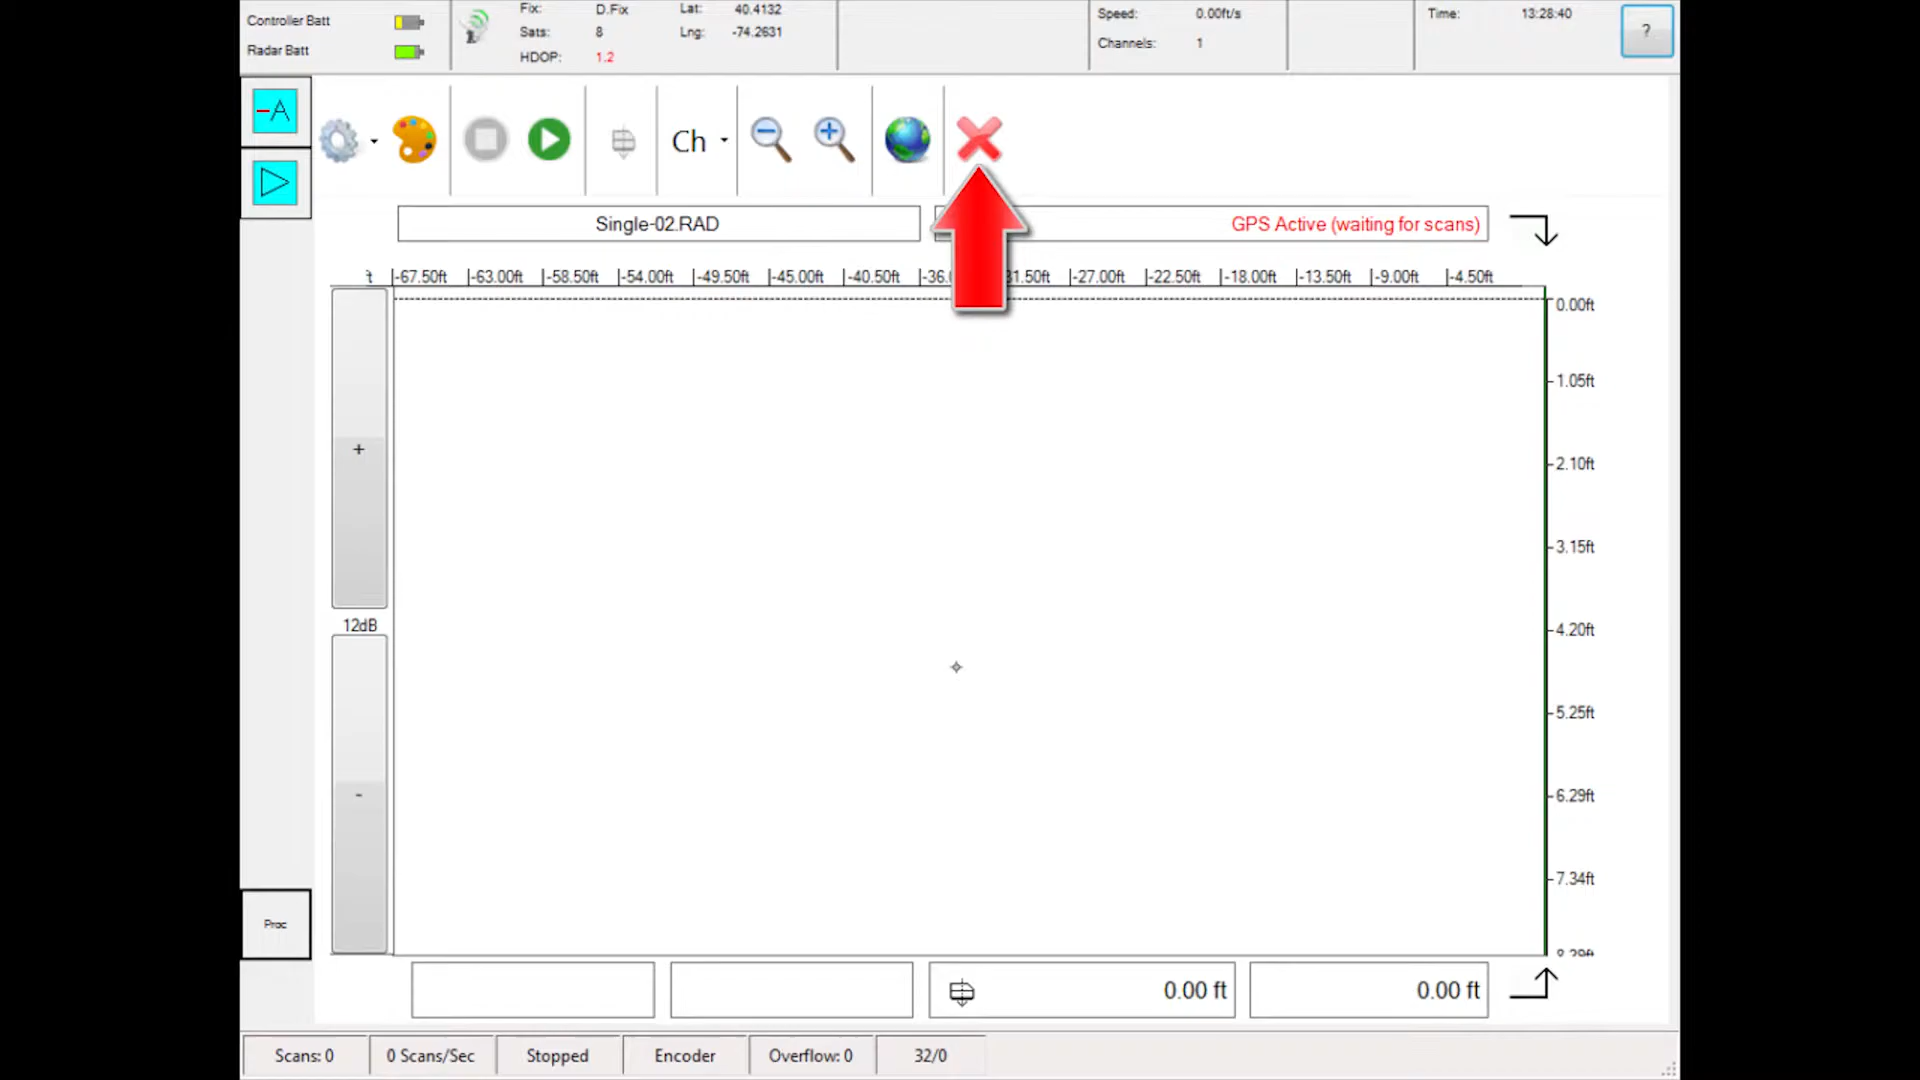 Controller Batt
Radar Batt
Fix: D.Fix
Sats: 8
HDOP: 1.2
Lat: 40.4132
Lng: -74.2631
Speed: 0.00ft/s
Channels: 1
Time: 13:28:40
?
-A
Ch
Single-02.RAD
GPS Active (waiting for scans)
-67.50ft -63.00ft -58.50ft -54.00ft -49.50ft -45.00ft -40.50ft -27.00ft -22.50ft -18.00ft -13.50ft -9.00ft -4.50ft
0.00ft
1.05ft
2.10ft
3.15ft
4.20ft
5.25ft
6.29ft
7.34ft
+
12dB
-
Proc
0.00 ft
0.00 ft
Scans: 0
0 Scans/Sec
Stopped
Encoder
Overflow: 0
32/0